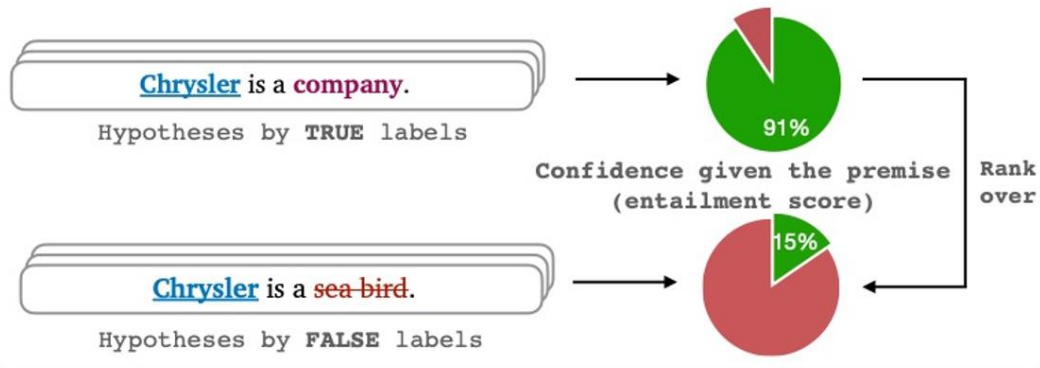 Chrysler is a company.
Hypotheses by TRUE labels
91%
Confidence given the premise
(entailment score)
Rank
over
15%
Chrysler is a sea bird.
Hypotheses by FALSE labels